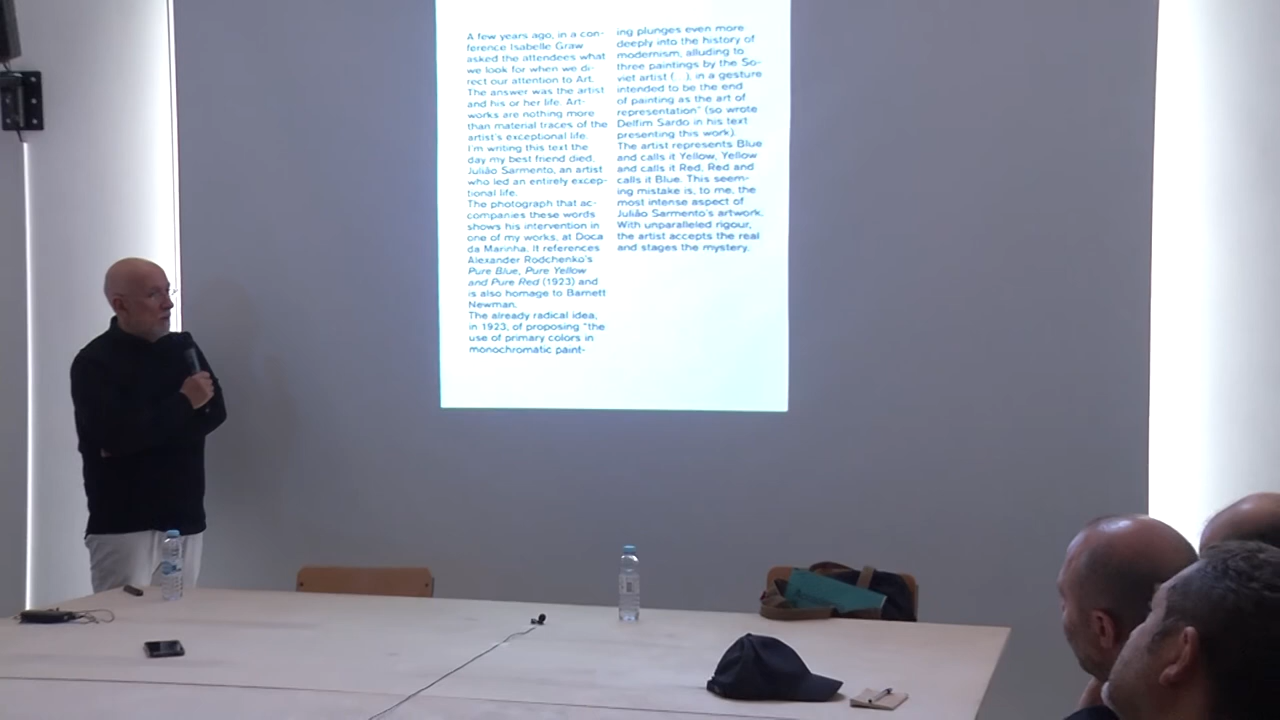 A few years ago, in a con-
ference Isabelle Graw
asked the attendees what
we look for when we di-
rect our attention to Art.
The answer was the artist
and his or her life. Art-
works are nothing more
than material traces of the
artist's exceptional life.
I'm writing this text the
day my best friend died,
Julião Sarmento, an artist
who led an entirely excep-
tional life.
The photograph that ac-
companies these words
shows his intervention in
one of my works, at Doca
da Marinha. It references
Alexander Rodchenko's
Pure Blue, Pure Yellow
and Pure Red (1923) and
is also homage to Barnett
Newman.
The already radical idea,
in 1923, of proposing "the
use of primary colors in
monochromatic paint-
ing plunges even more
deeply into the history of
modernism, alluding to
three paintings by the So-
viet artist (...), in a gesture
intended to be the end
of painting as the art of
representation" (so wrote
Delfim Sardo in his text
presenting this work).
The artist represents Blue
and calls it Yellow, Yellow
and calls it Red, Red and
calls it Blue. This seem-
ing mistake is, to me, the
most intense aspect of
Julião Sarmento's artwork.
With unparalleled rigour,
the artist accepts the real
and stages the mystery.